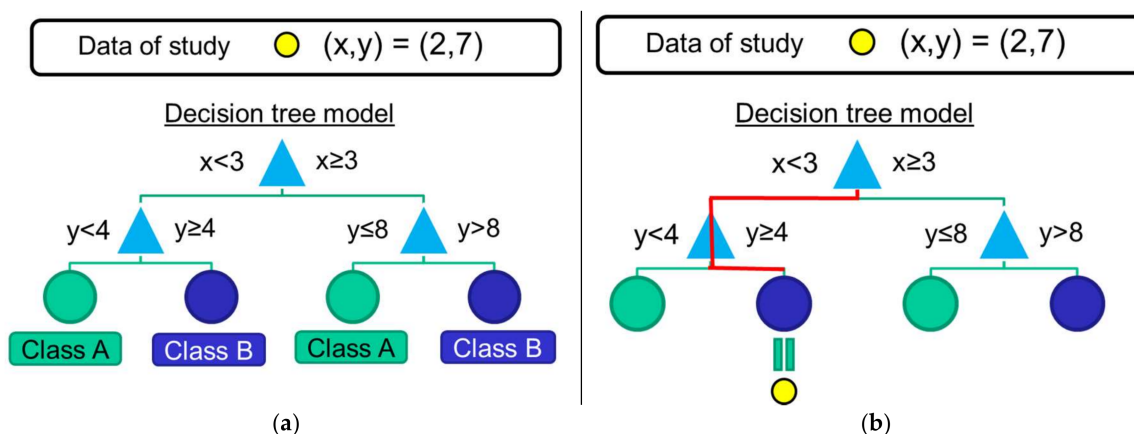 Data of study (x,y) = (2,7)
Decision tree model
x<3 x≥3
y<4 y≥4 y≤8 y>8
Class A Class B Class A Class B
(a)
Data of study (x,y) = (2,7)
Decision tree model
x<3 x≥3
y<4 y≥4 y≤8 y>8
(b)